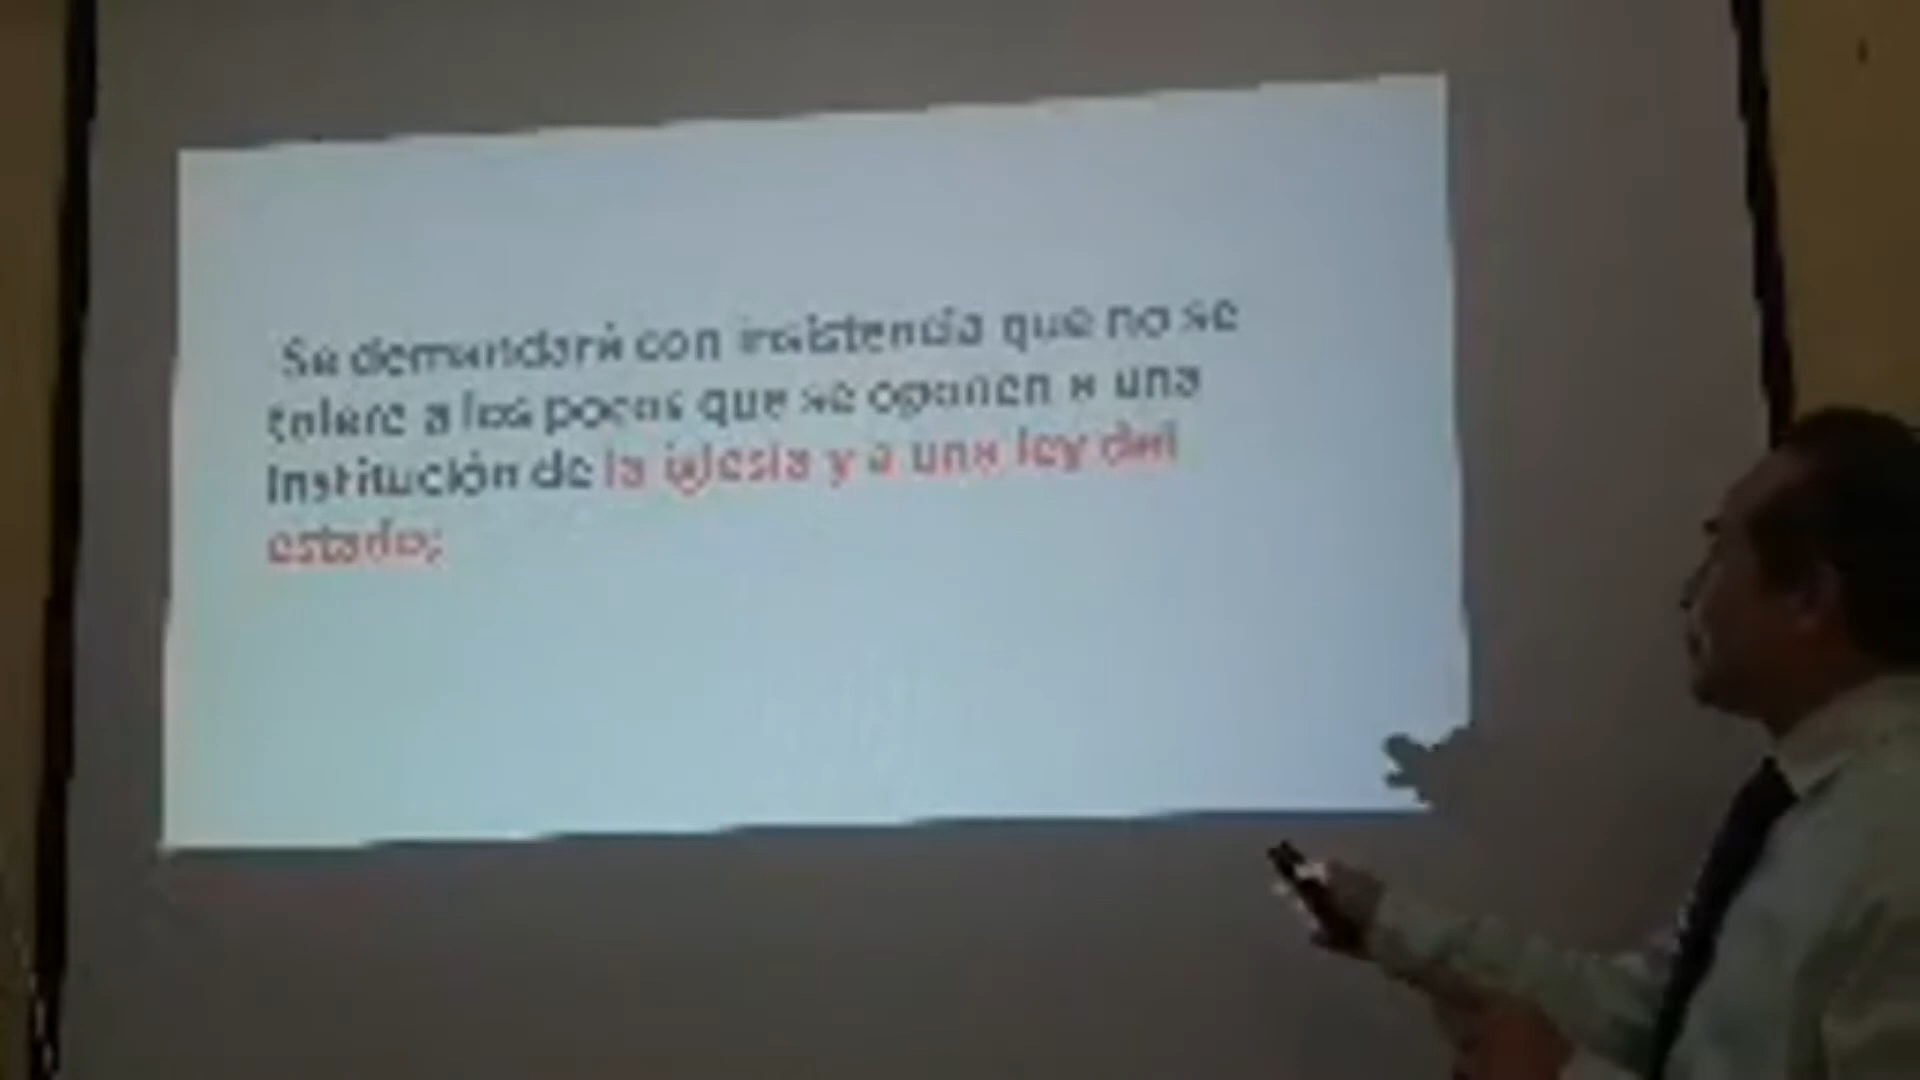 Se demandará con insistencia que no se
tolere a los pocos que se oponen a una
Institución de la iglesia y a una ley del
estado;